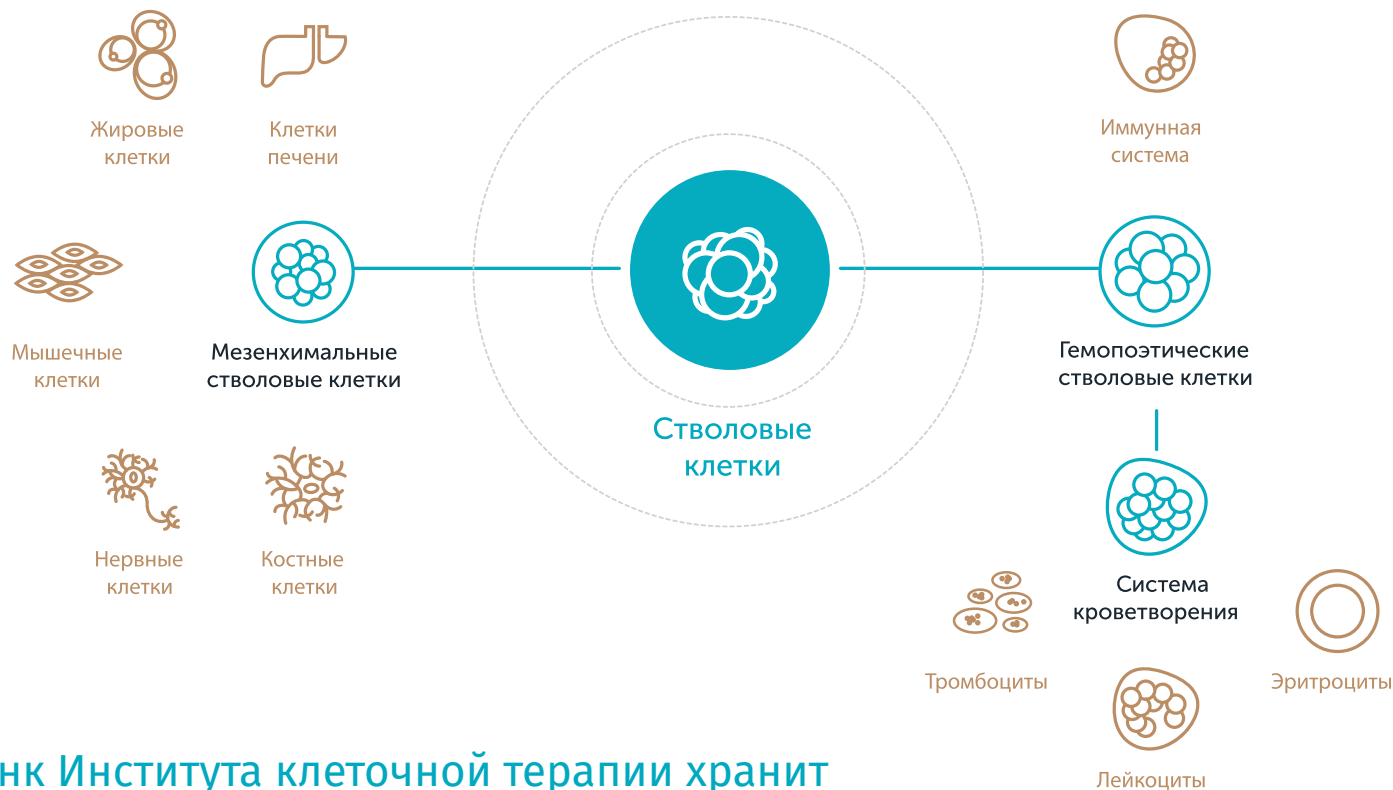 Жировые
клетки
Клетки
печени
Иммунная
система
Мышечные
клетки
Мезенхимальные
стволовые клетки
Гемопоэтические
стволовые клетки
Стволовые
клетки
Нервные
клетки
Костные
клетки
Система
кроветворения
Тромбоциты
Эритроциты
Лейкоциты
нк Института клеточной терапии хранит